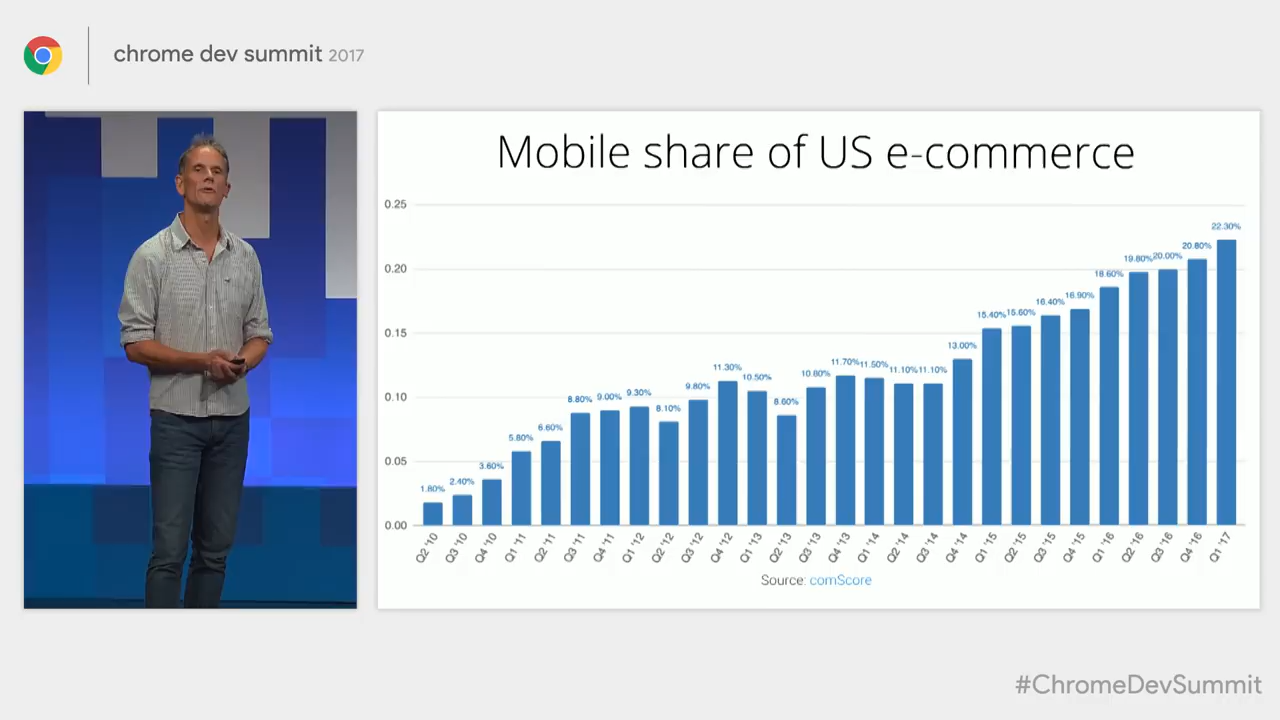 chrome dev summit 2017
Mobile share of US e-commerce
0.25
0.20
0.15
0.10
0.05
0.00
1.80%
2.40%
3.60%
5.80%
6.60%
8.80%
9.00%
9.30%
8.10%
9.80%
11.30%
10.50%
8.60%
10.80%
11.70%
11.50%
11.10%
11.10%
13.00%
15.40%
15.60%
16.40%
16.90%
18.60%
19.80%
20.00%
20.80%
22.30%
Q2 '10
Q3 '10
Q4 '10
Q1 '11
Q2 '11
Q3 '11
Q4 '11
Q1 '12
Q2 '12
Q3 '12
Q4 '12
Q1 '13
Q2 '13
Q3 '13
Q4 '13
Q1 '14
Q2 '14
Q3 '14
Q4 '14
Q1 '15
Q2 '15
Q3 '15
Q4 '15
Q1 '16
Q2 '16
Q3 '16
Q4 '16
Q1 '17
Source: comScore
#ChromeDevSummit